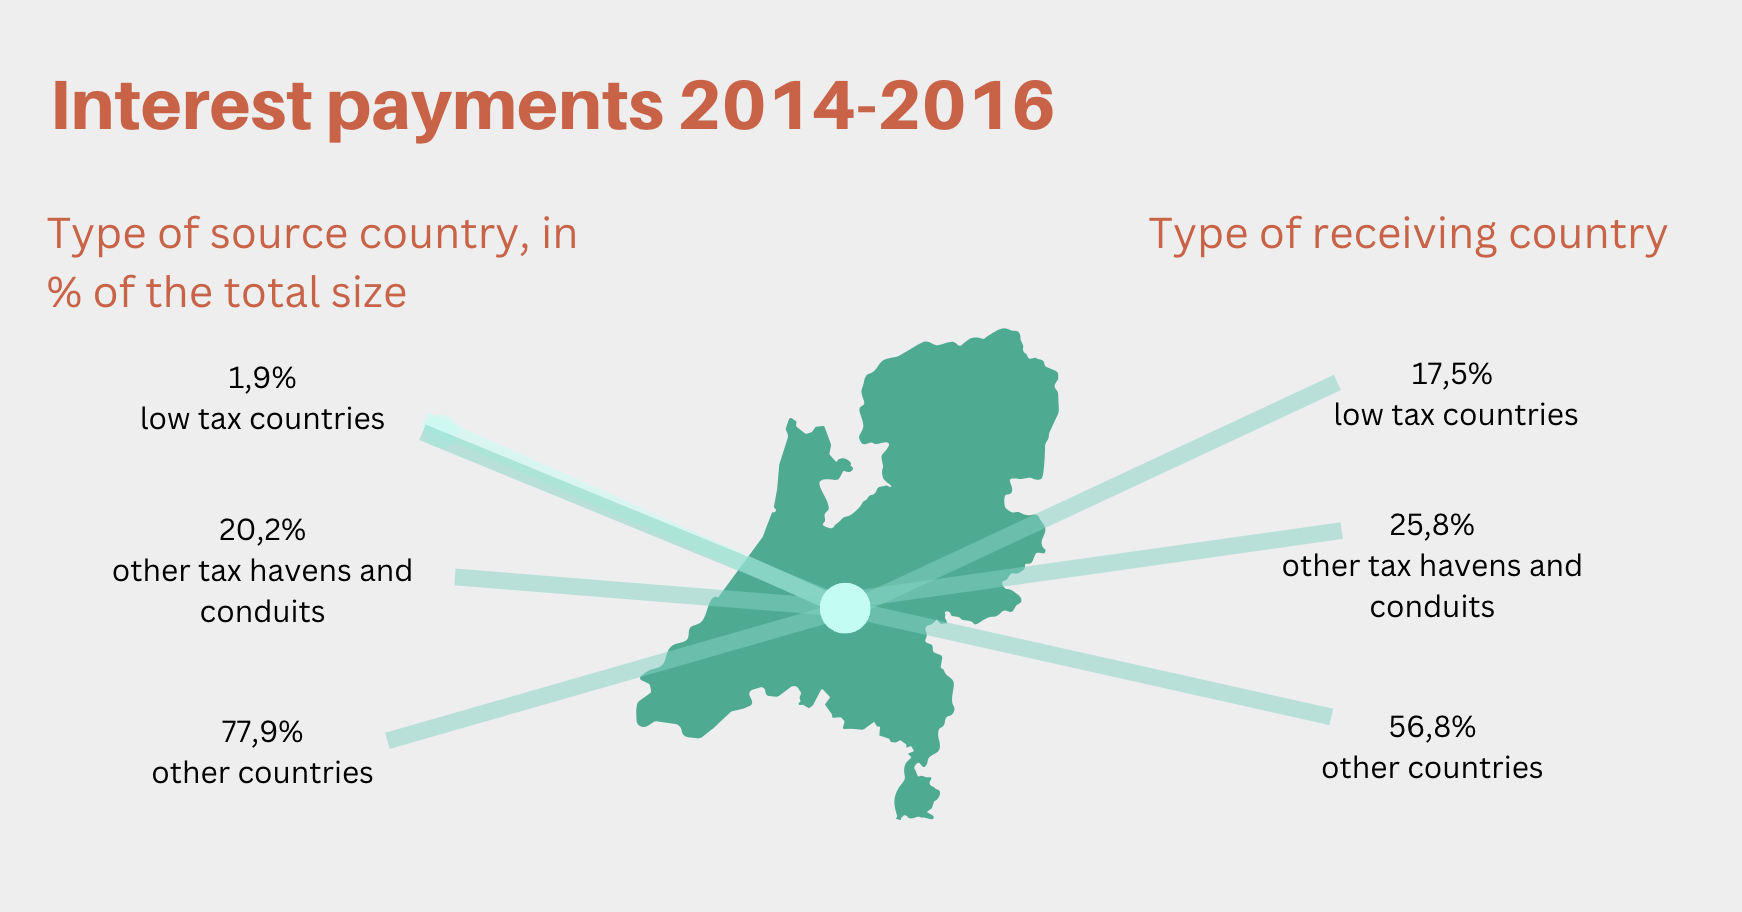 Interest payments 2014-2016
Type of source country, in
% of the total size
1,9%
low tax countries
20,2%
other tax havens and
conduits
77,9%
other countries
Type of receiving country
17,5%
low tax countries
25,8%
other tax havens and
conduits
56,8%
other countries